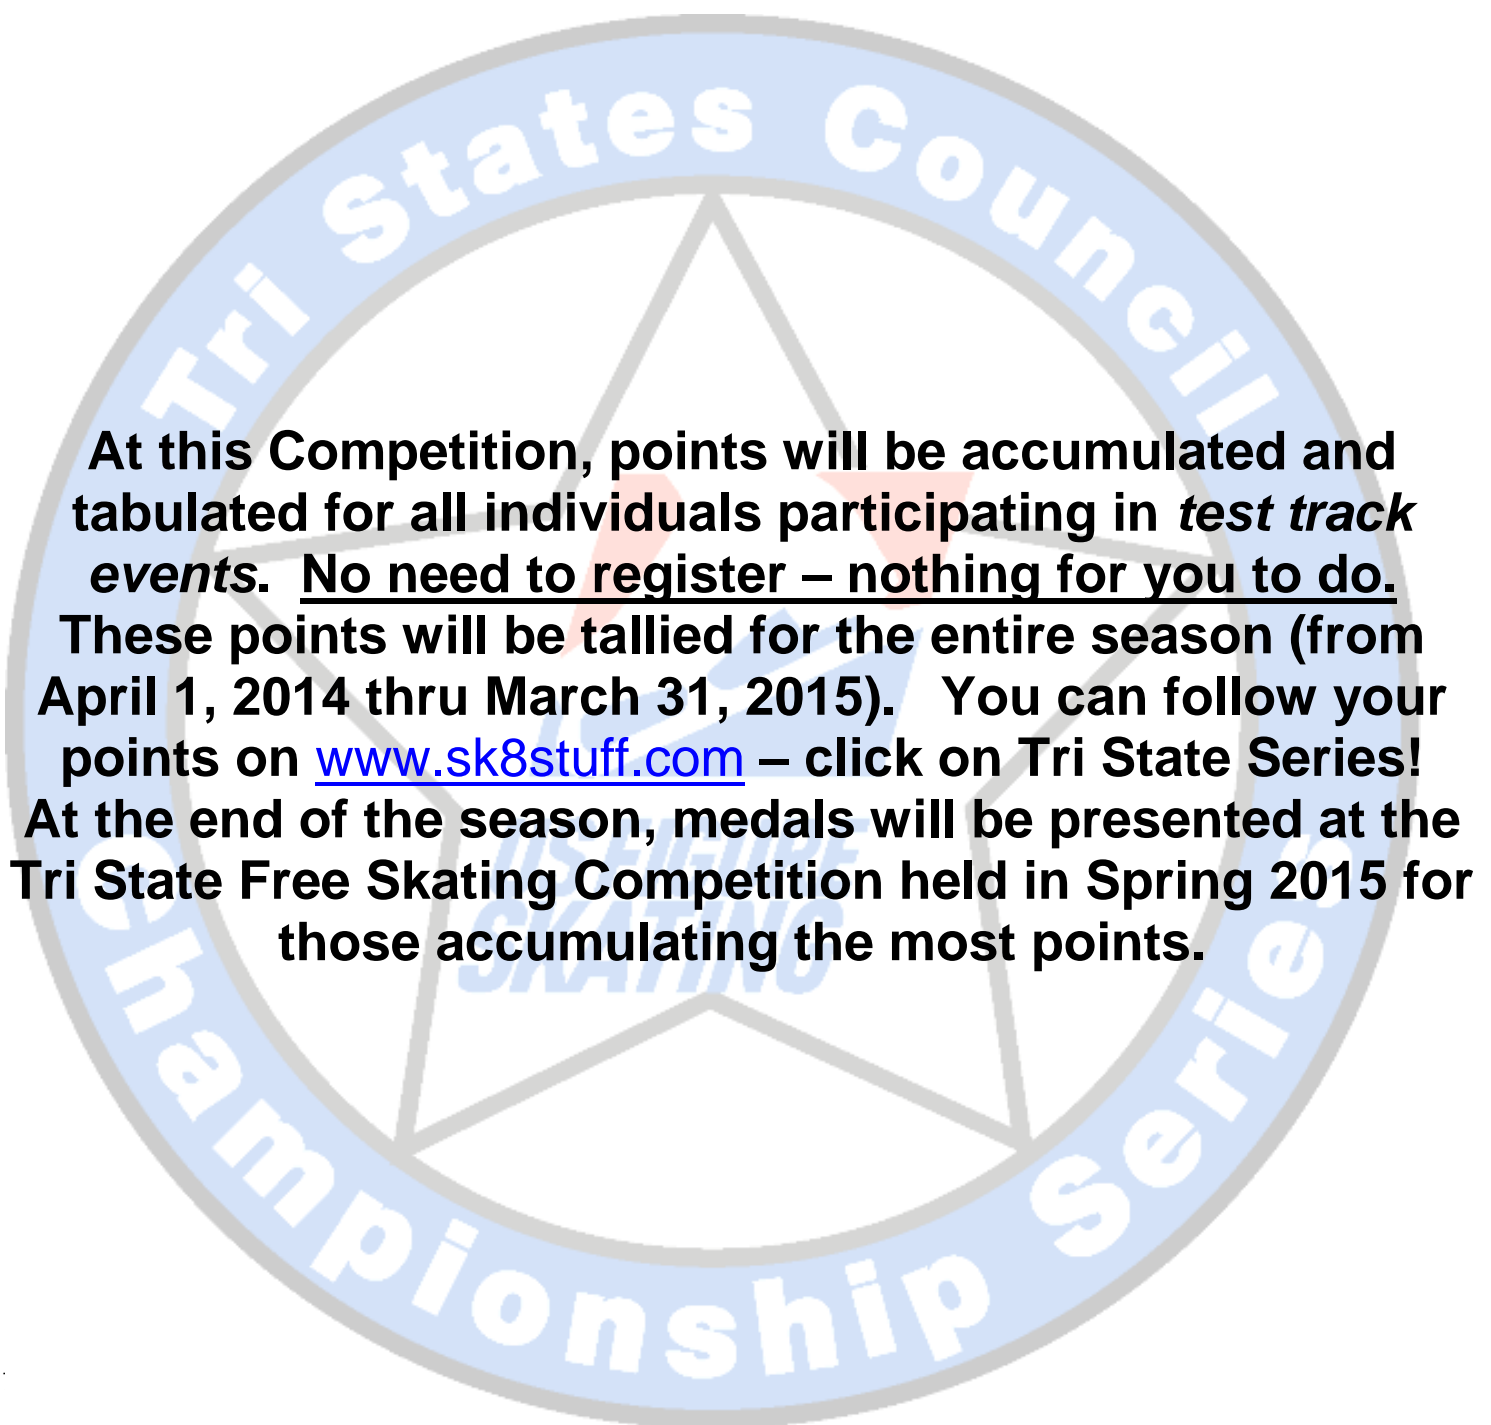 Tri States Council
At this Competition, points will be accumulated and
tabulated for all individuals participating in test track
events.  No need to register – nothing for you to do.
These points will be tallied for the entire season (from
April 1, 2014 thru March 31, 2015).   You can follow your
points on www.sk8stuff.com – click on Tri State Series!
At the end of the season, medals will be presented at the
Tri State Free Skating Competition held in Spring 2015 for
those accumulating the most points.
US FIGURE
SKATING
Championship Series